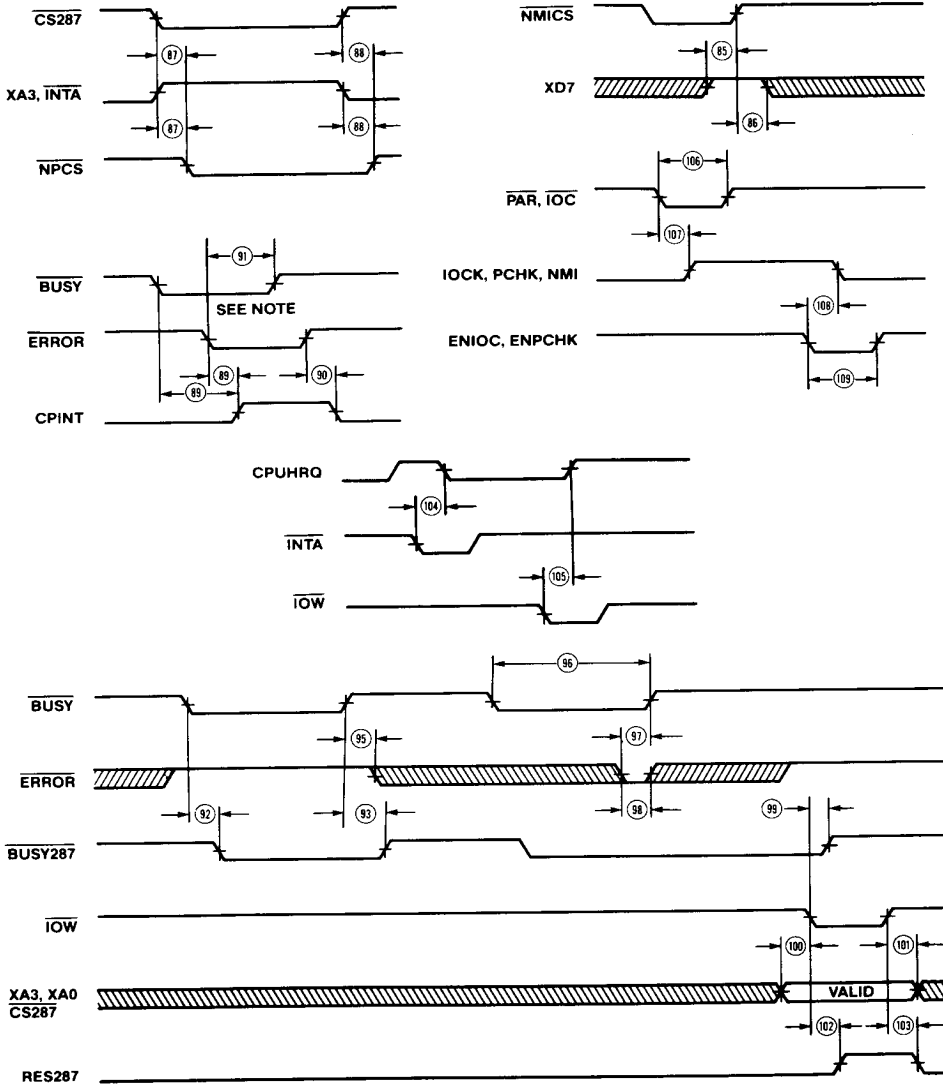 CS287
87
88
XA3, INTA
87
88
NPCS
NMICS
85
XD7
86
106
PAR, IOC
107
IOCK, PCHK, NMI
108
ENIOC, ENPCHK
109
91
BUSY
SEE NOTE
ERROR
89
90
89
CPINT
CPUHRQ
104
INTA
105
IOW
96
BUSY
95
97
ERROR
92
93
98
99
BUSY287
IOW
100
101
XA3, XA0
CS287
VALID
102
103
RES287